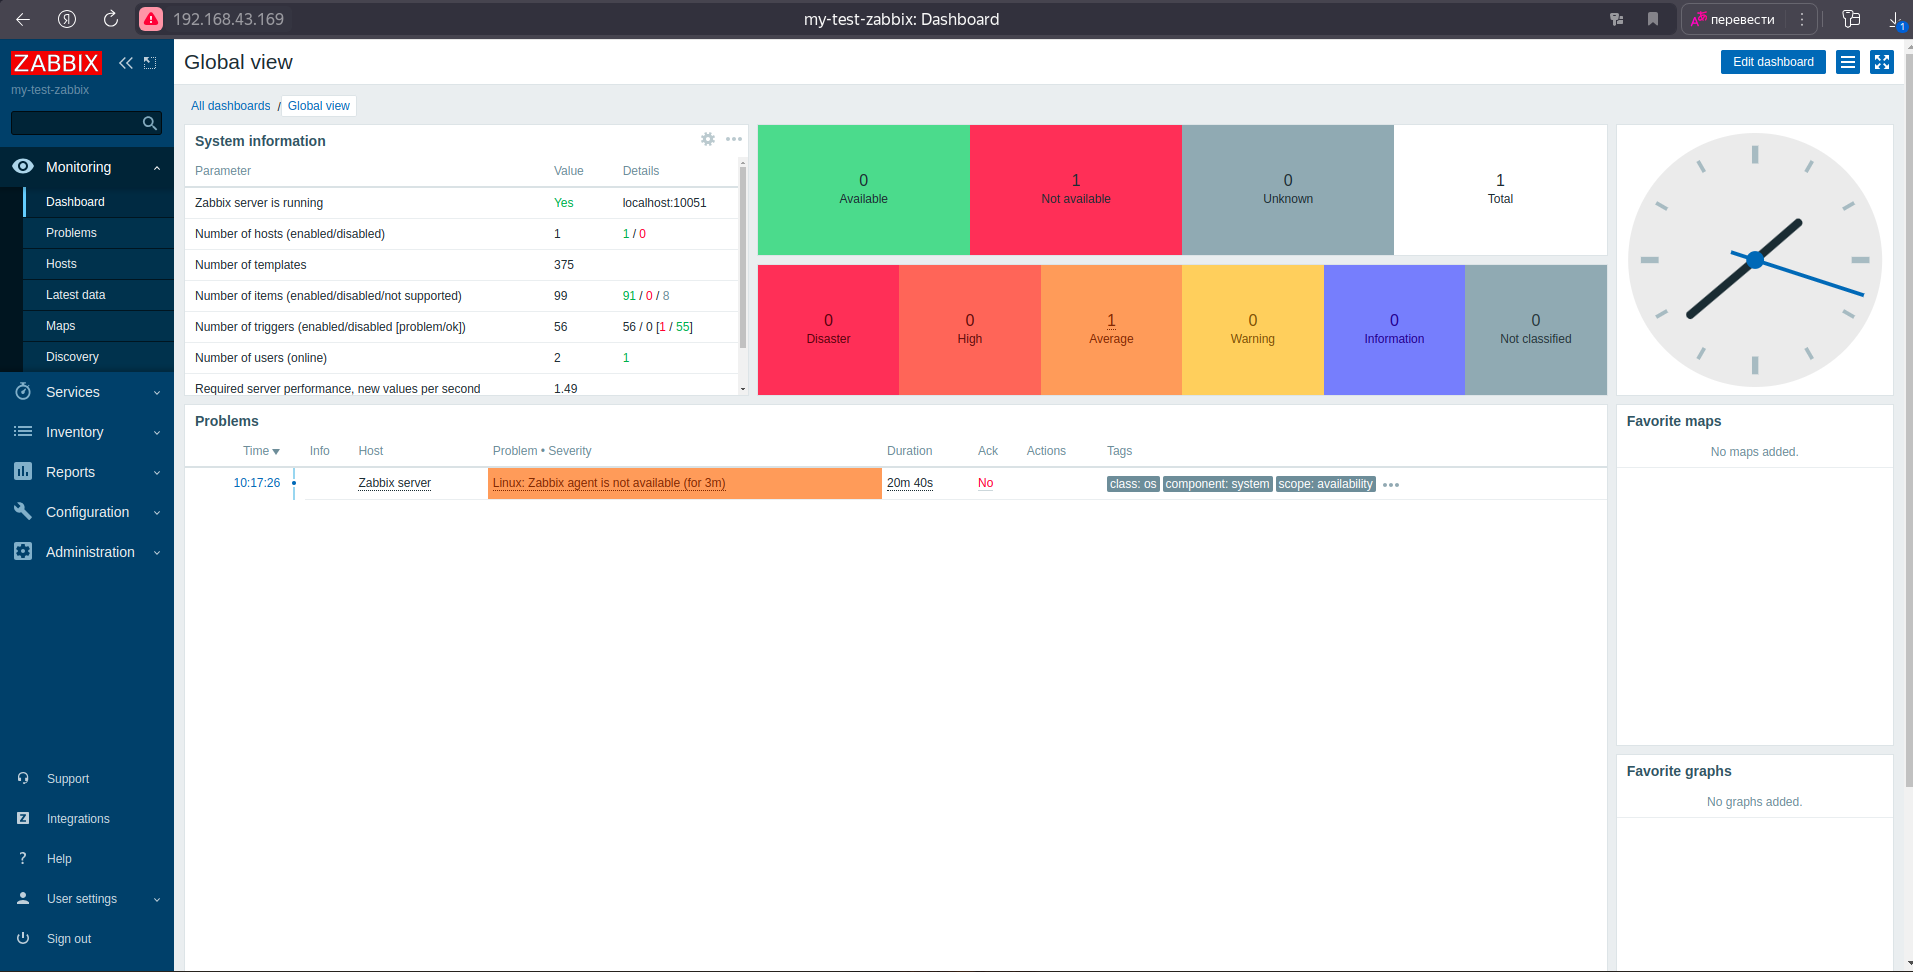 192.168.43.169
my-test-zabbix: Dashboard
перевести
1
ZABBIX
my-test-zabbix
Monitoring
Dashboard
Problems
Hosts
Latest data
Maps
Discovery
Services
Inventory
Reports
Configuration
Administration
Support
Integrations
Help
User settings
Sign out
Global view
Edit dashboard
All dashboards / Global view
System information
Parameter Value Details
Zabbix server is running Yes localhost:10051
Number of hosts (enabled/disabled) 1 1 / 0
Number of templates 375
Number of items (enabled/disabled/not supported) 99 91 / 0 / 8
Number of triggers (enabled/disabled [problem/ok]) 56 56 / 0 [1 / 55]
Number of users (online) 2 1
Required server performance, new values per second 1.49
0 1 0 1
Available Not available Unknown Total
0 0 1 0 0 0
Disaster High Average Warning Information Not classified
Problems
Time Info Host Problem • Severity Duration Ack Actions Tags
10:17:26 Zabbix server Linux: Zabbix agent is not available (for 3m) 20m 40s No class: os component: system scope: availability
Favorite maps
No maps added.
Favorite graphs
No graphs added.